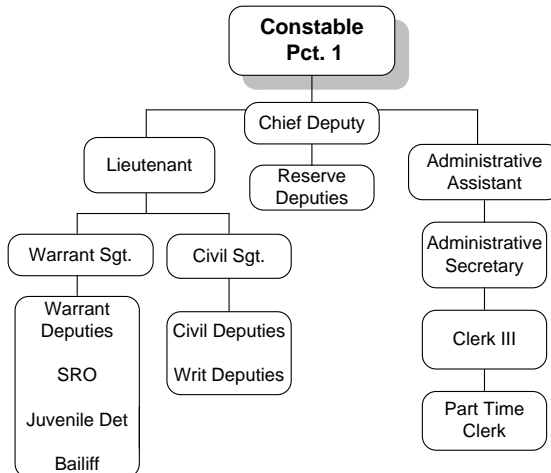 Constable
Pct. 1
Chief Deputy
Lieutenant
Reserve
Deputies
Administrative
Assistant
Warrant Sgt.
Civil Sgt.
Administrative
Secretary
Warrant
Deputies
SRO
Juvenile Det
Bailiff
Civil Deputies
Writ Deputies
Clerk III
Part Time
Clerk